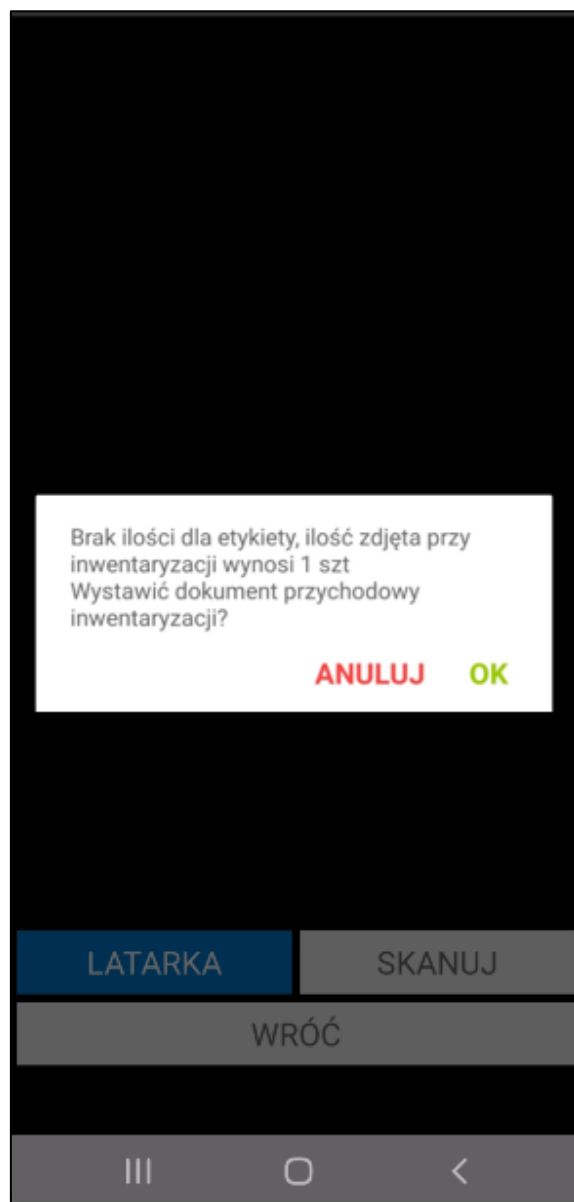 Brak ilości dla etykiety, ilość zdjęta przy
inwentaryzacji wynosi 1 szt
Wystawić dokument przychodowy
inwentaryzacji?
ANULUJ OK
LATARKA SKANUJ
WRÓĆ